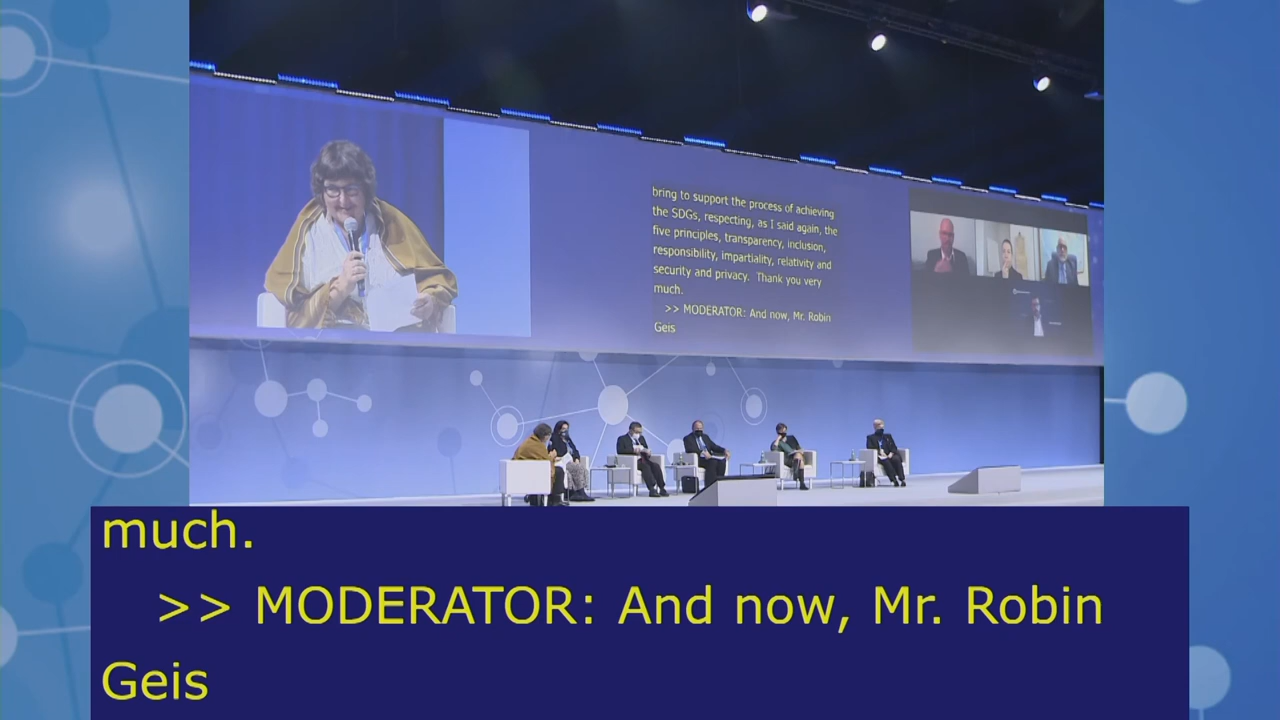 bring to support the process of achieving
the SDGs, respecting, as I said again, the
five principles, transparency, inclusion,
responsibility, impartiality, relativity and
security and privacy.  Thank you very
much.
>> MODERATOR: And now, Mr. Robin
Geis
much.
>> MODERATOR: And now, Mr. Robin
Geis